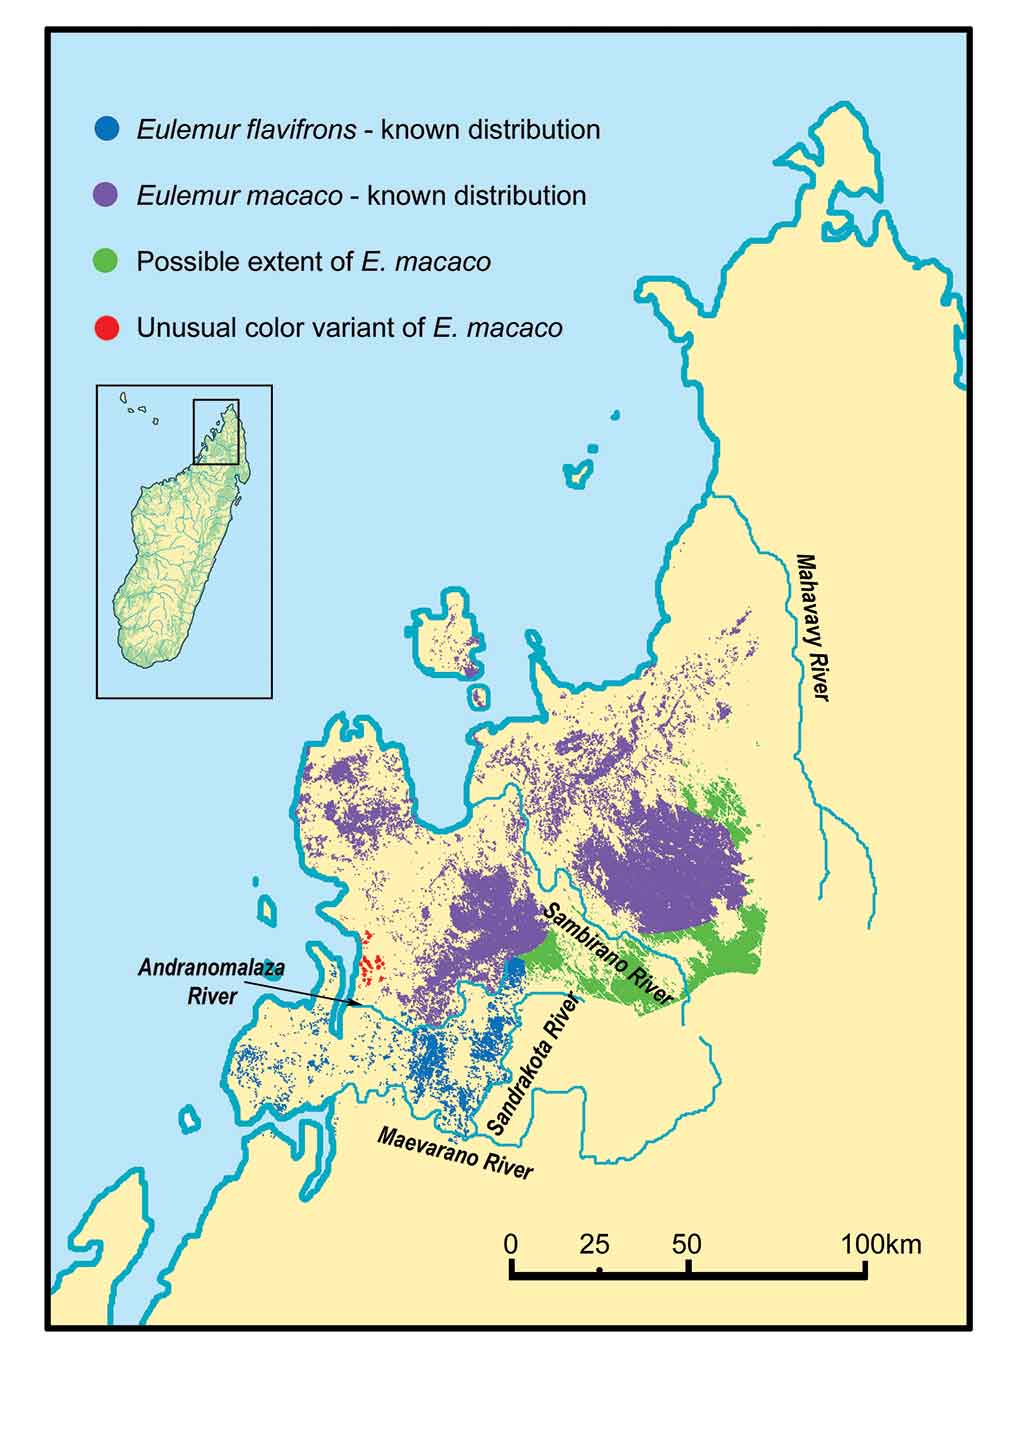 Eulemur flavifrons - known distribution
Eulemur macaco - known distribution
Possible extent of E. macaco
Unusual color variant of E. macaco
Mahavavy River
Sambirano River
Andranomalaza
River
Sandrakota River
Maevarano River
0 25 50 100km